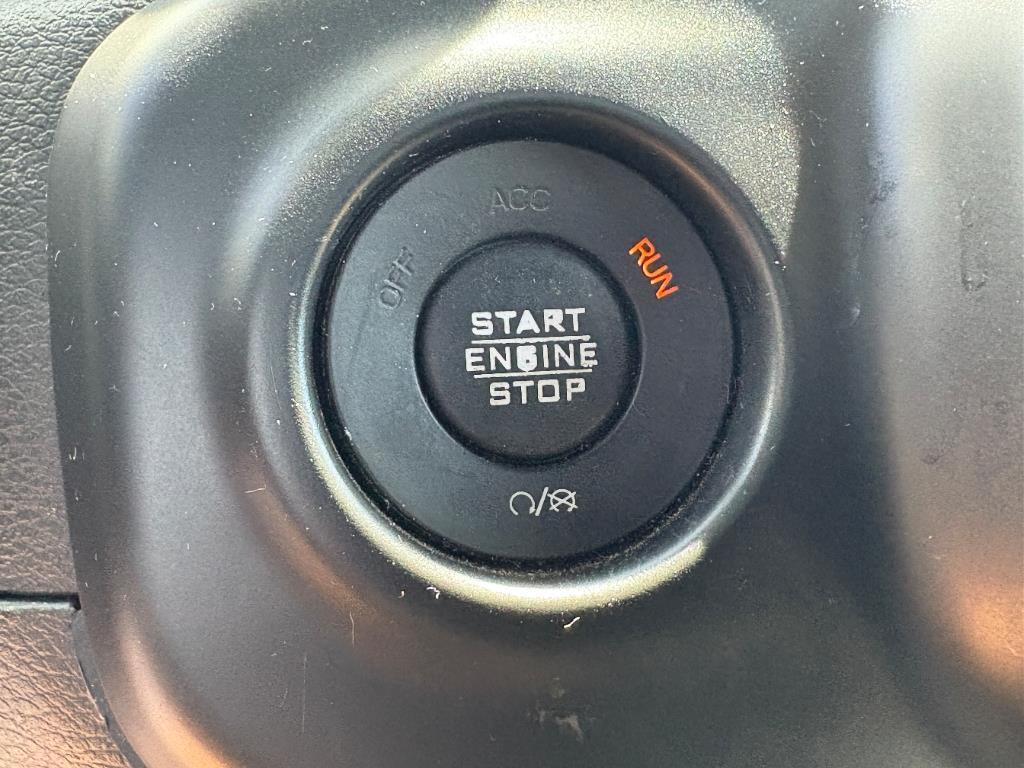 ACC
OFF
RUN
START
ENGINE
STOP